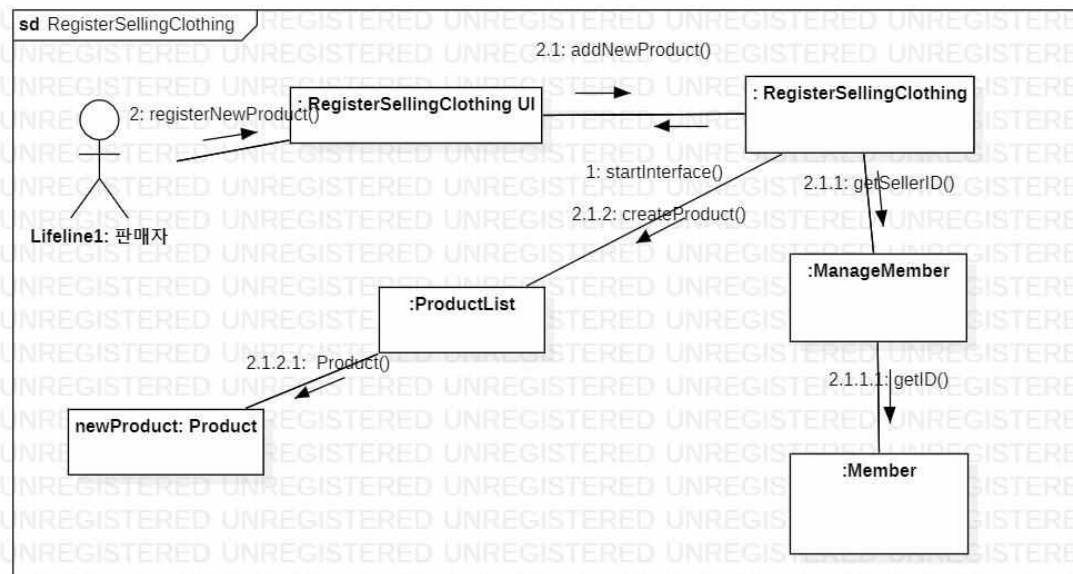 sd RegisterSellingClothing
2.1: addNewProduct()
: RegisterSellingClothing UI
: RegisterSellingClothing
2: registerNewProduct()
1: startInterface()
2.1.1: getSellerID()
2.1.2: createProduct()
Lifeline1: 판매자
:ManageMember
:ProductList
2.1.2.1: Product()
2.1.1.1: getID()
newProduct: Product
:Member
UNREGISTERED